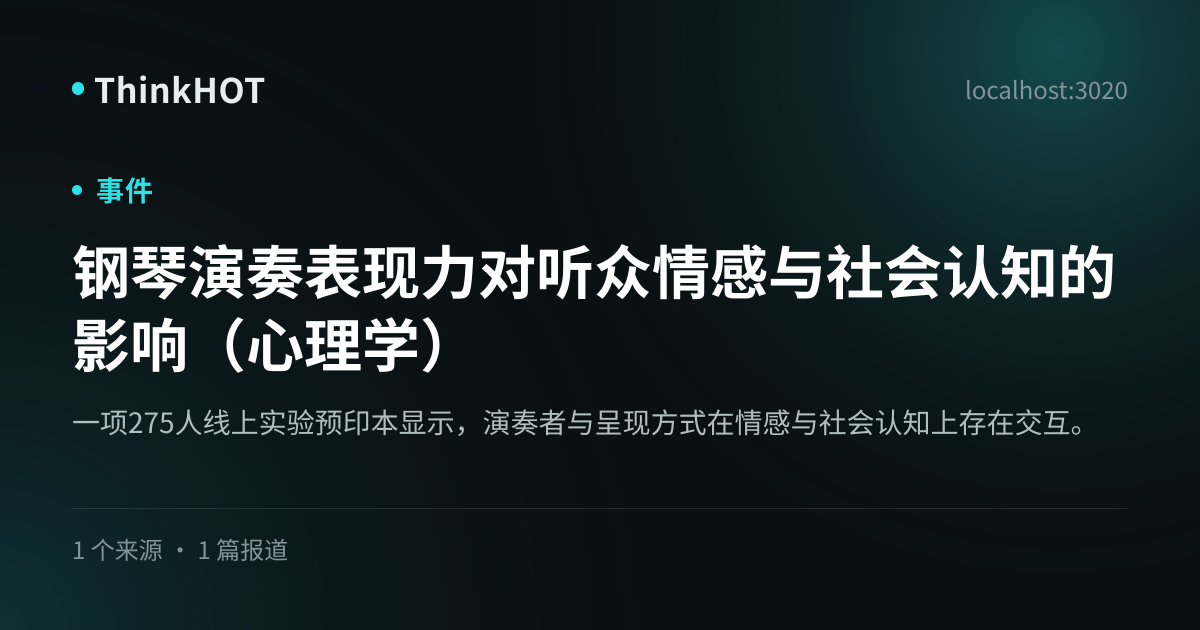 ThinkHOT
localhost:3020
事件
钢琴演奏表现力对听众情感与社会认知的
影响（心理学）
一项275人线上实验预印本显示，演奏者与呈现方式在情感与社会认知上存在交互。
1 个来源 · 1 篇报道